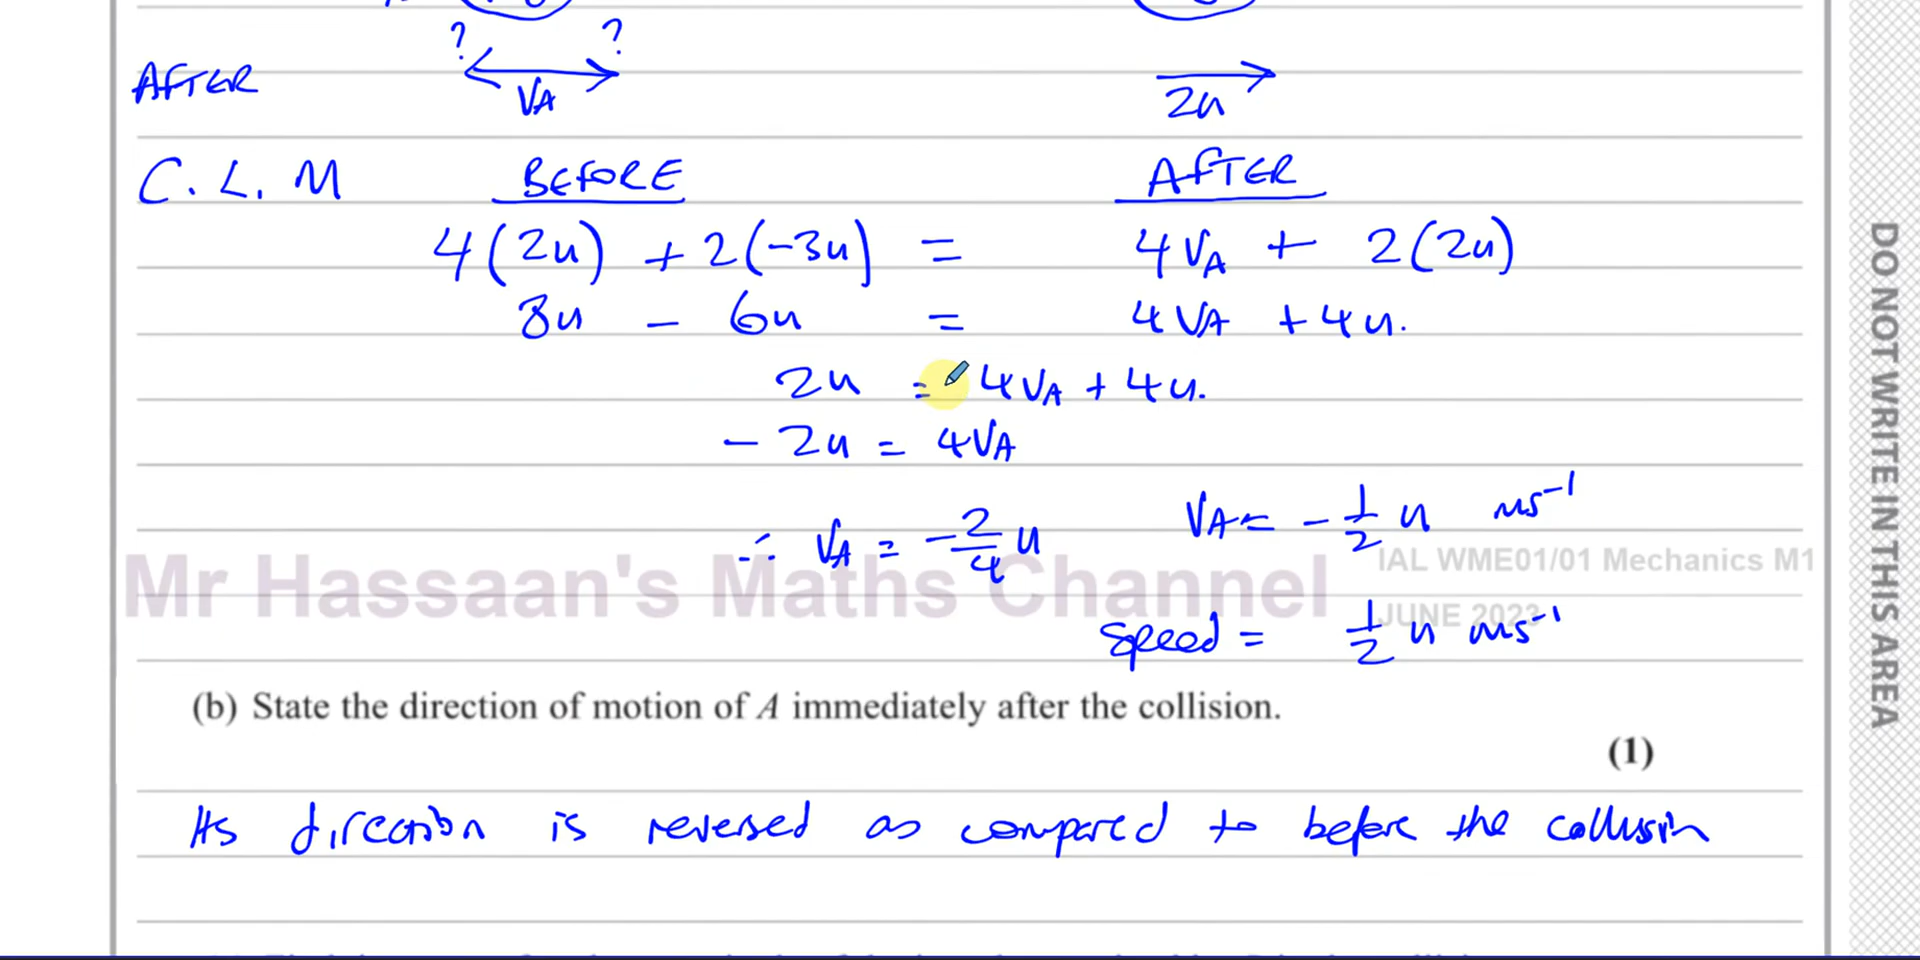 ? ?
AFTER VA 2u
C.L.M BEFORE AFTER
4(2u) + 2(-3u) = 4VA + 2(2u)
8u - 6u = 4VA + 4u.
2u = 4VA + 4u.
- 2u = 4VA
∴ VA = -2/4 u VA = - 1/2 u ms⁻¹
IAL WME01/01 Mechanics M1
Mr Hassaan's Maths Channel
JUNE 2023
Speed = 1/2 u ms⁻¹
(b) State the direction of motion of A immediately after the collision.
(1)
Its direction is reversed as compared to before the collision
DO NOT WRITE IN THIS AREA